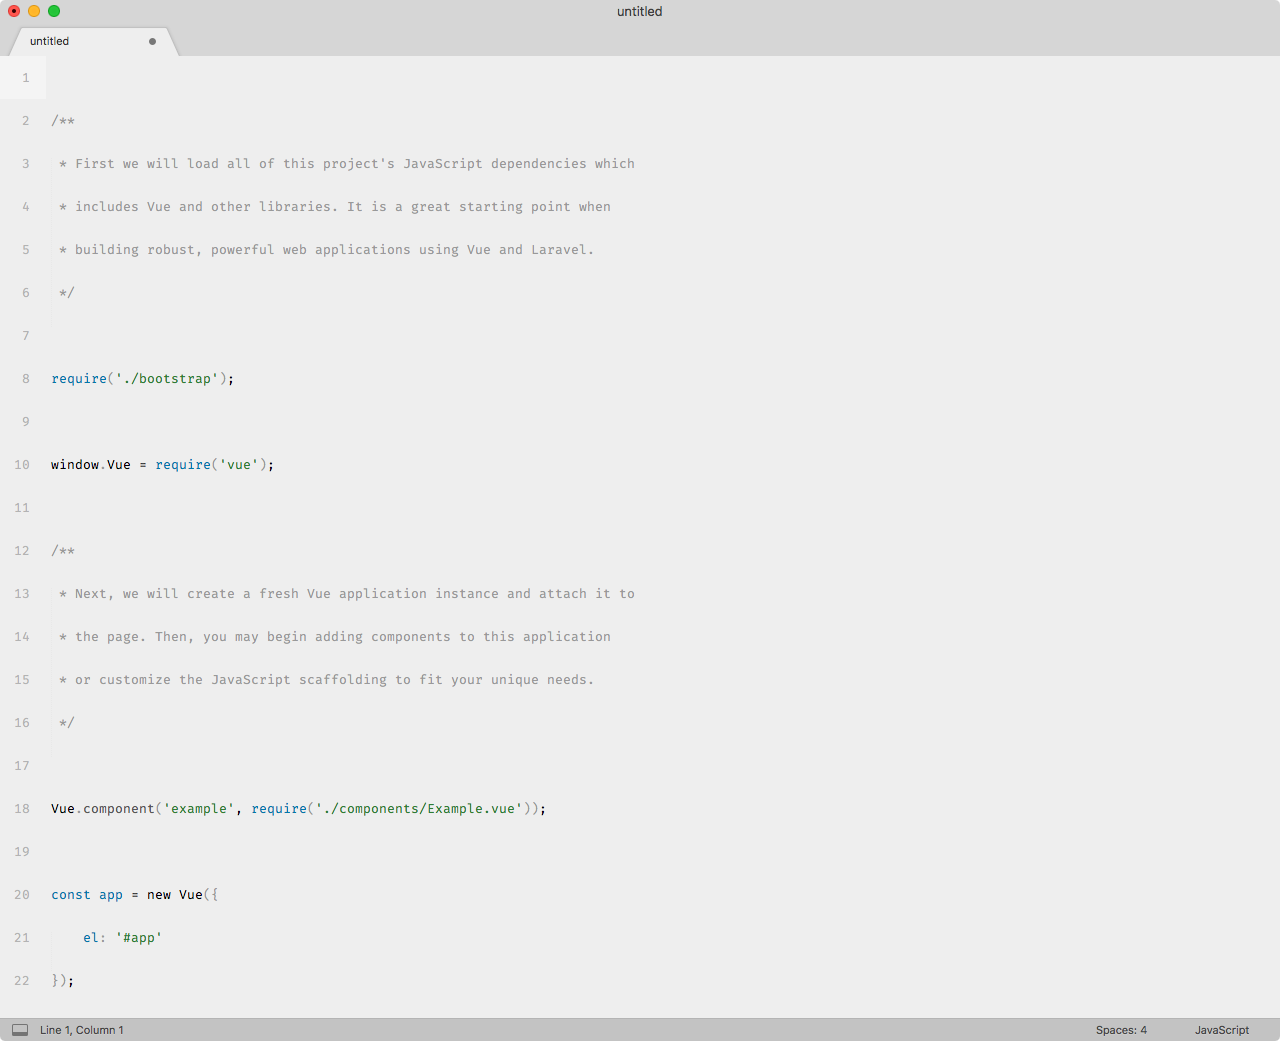 untitled
untitled
1
2 /**
3 * First we will load all of this project's JavaScript dependencies which
4 * includes Vue and other libraries. It is a great starting point when
5 * building robust, powerful web applications using Vue and Laravel.
6 */
7
8 require('./bootstrap');
9
10 window.Vue = require('vue');
11
12 /**
13 * Next, we will create a fresh Vue application instance and attach it to
14 * the page. Then, you may begin adding components to this application
15 * or customize the JavaScript scaffolding to fit your unique needs.
16 */
17
18 Vue.component('example', require('./components/Example.vue'));
19
20 const app = new Vue({
21     el: '#app'
22 });
Line 1, Column 1 Spaces: 4 JavaScript